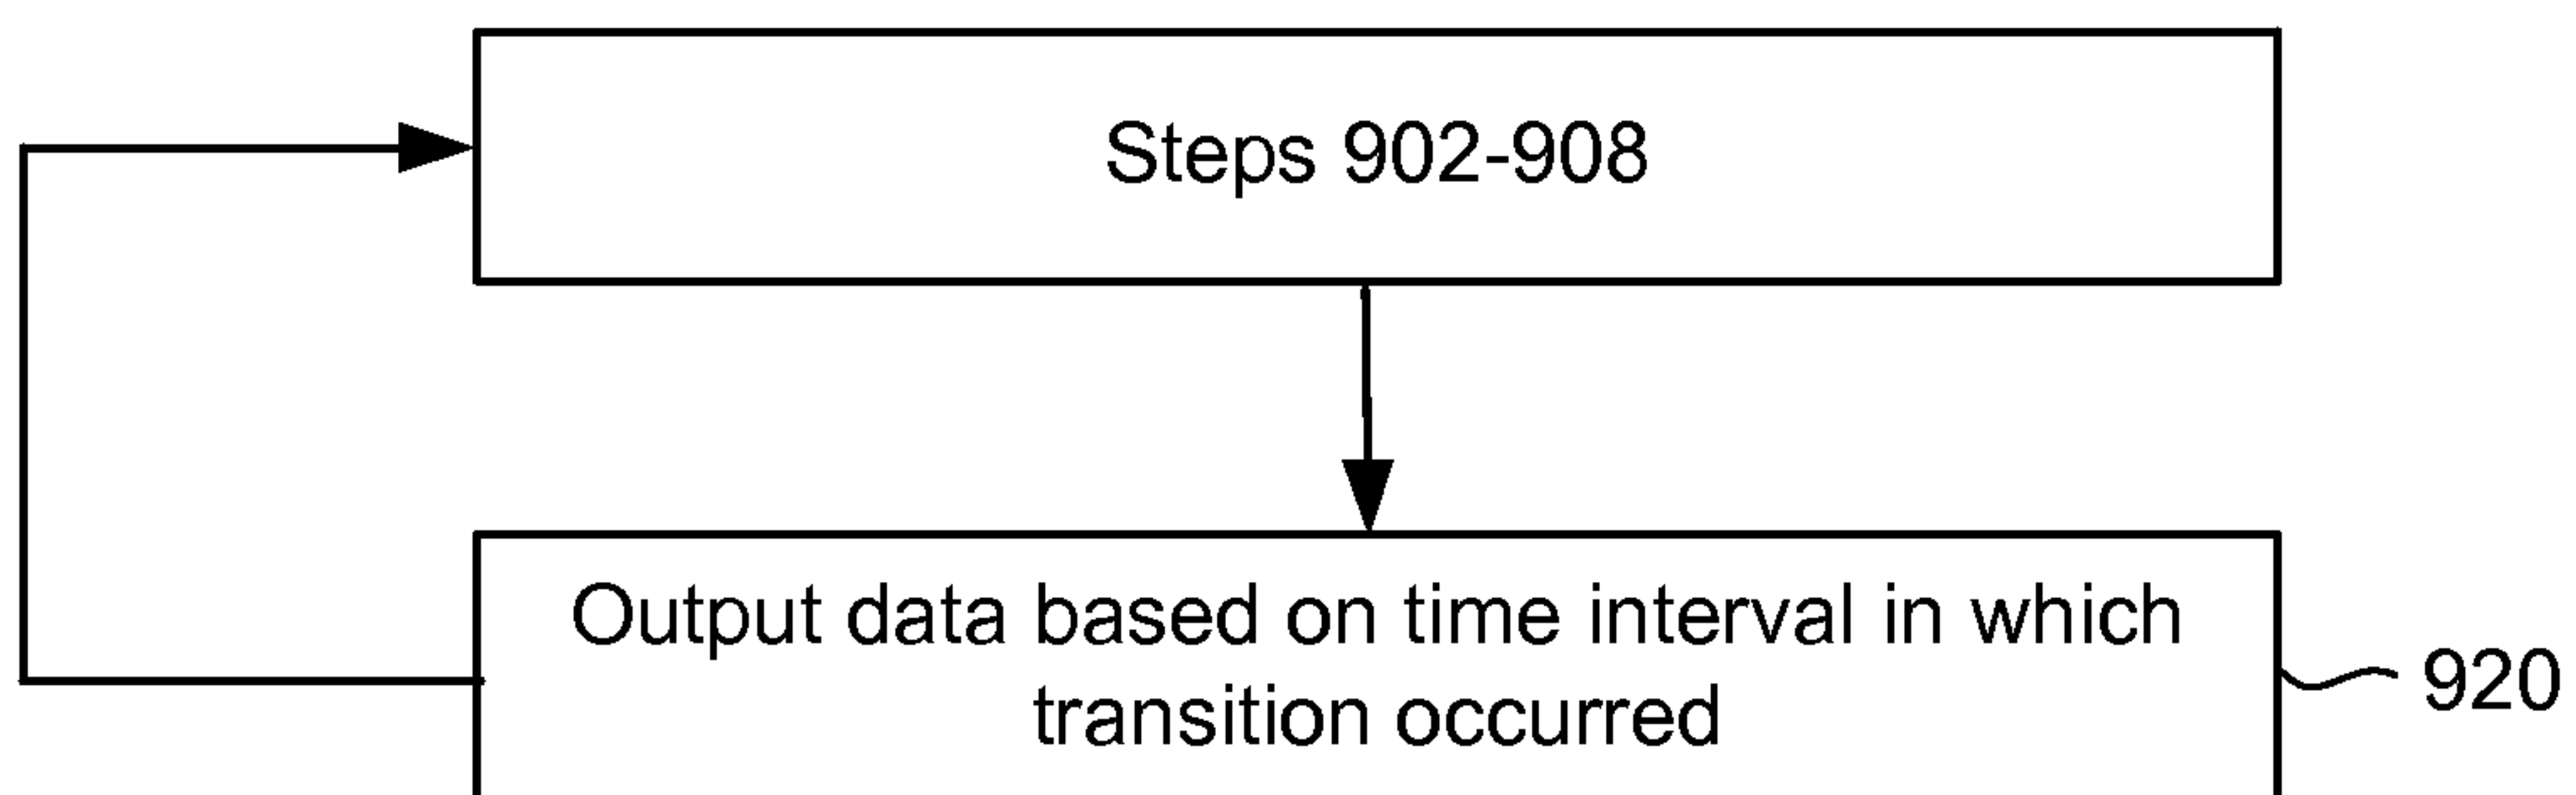 Steps 902-908
Output data based on time interval in which
transition occurred
920